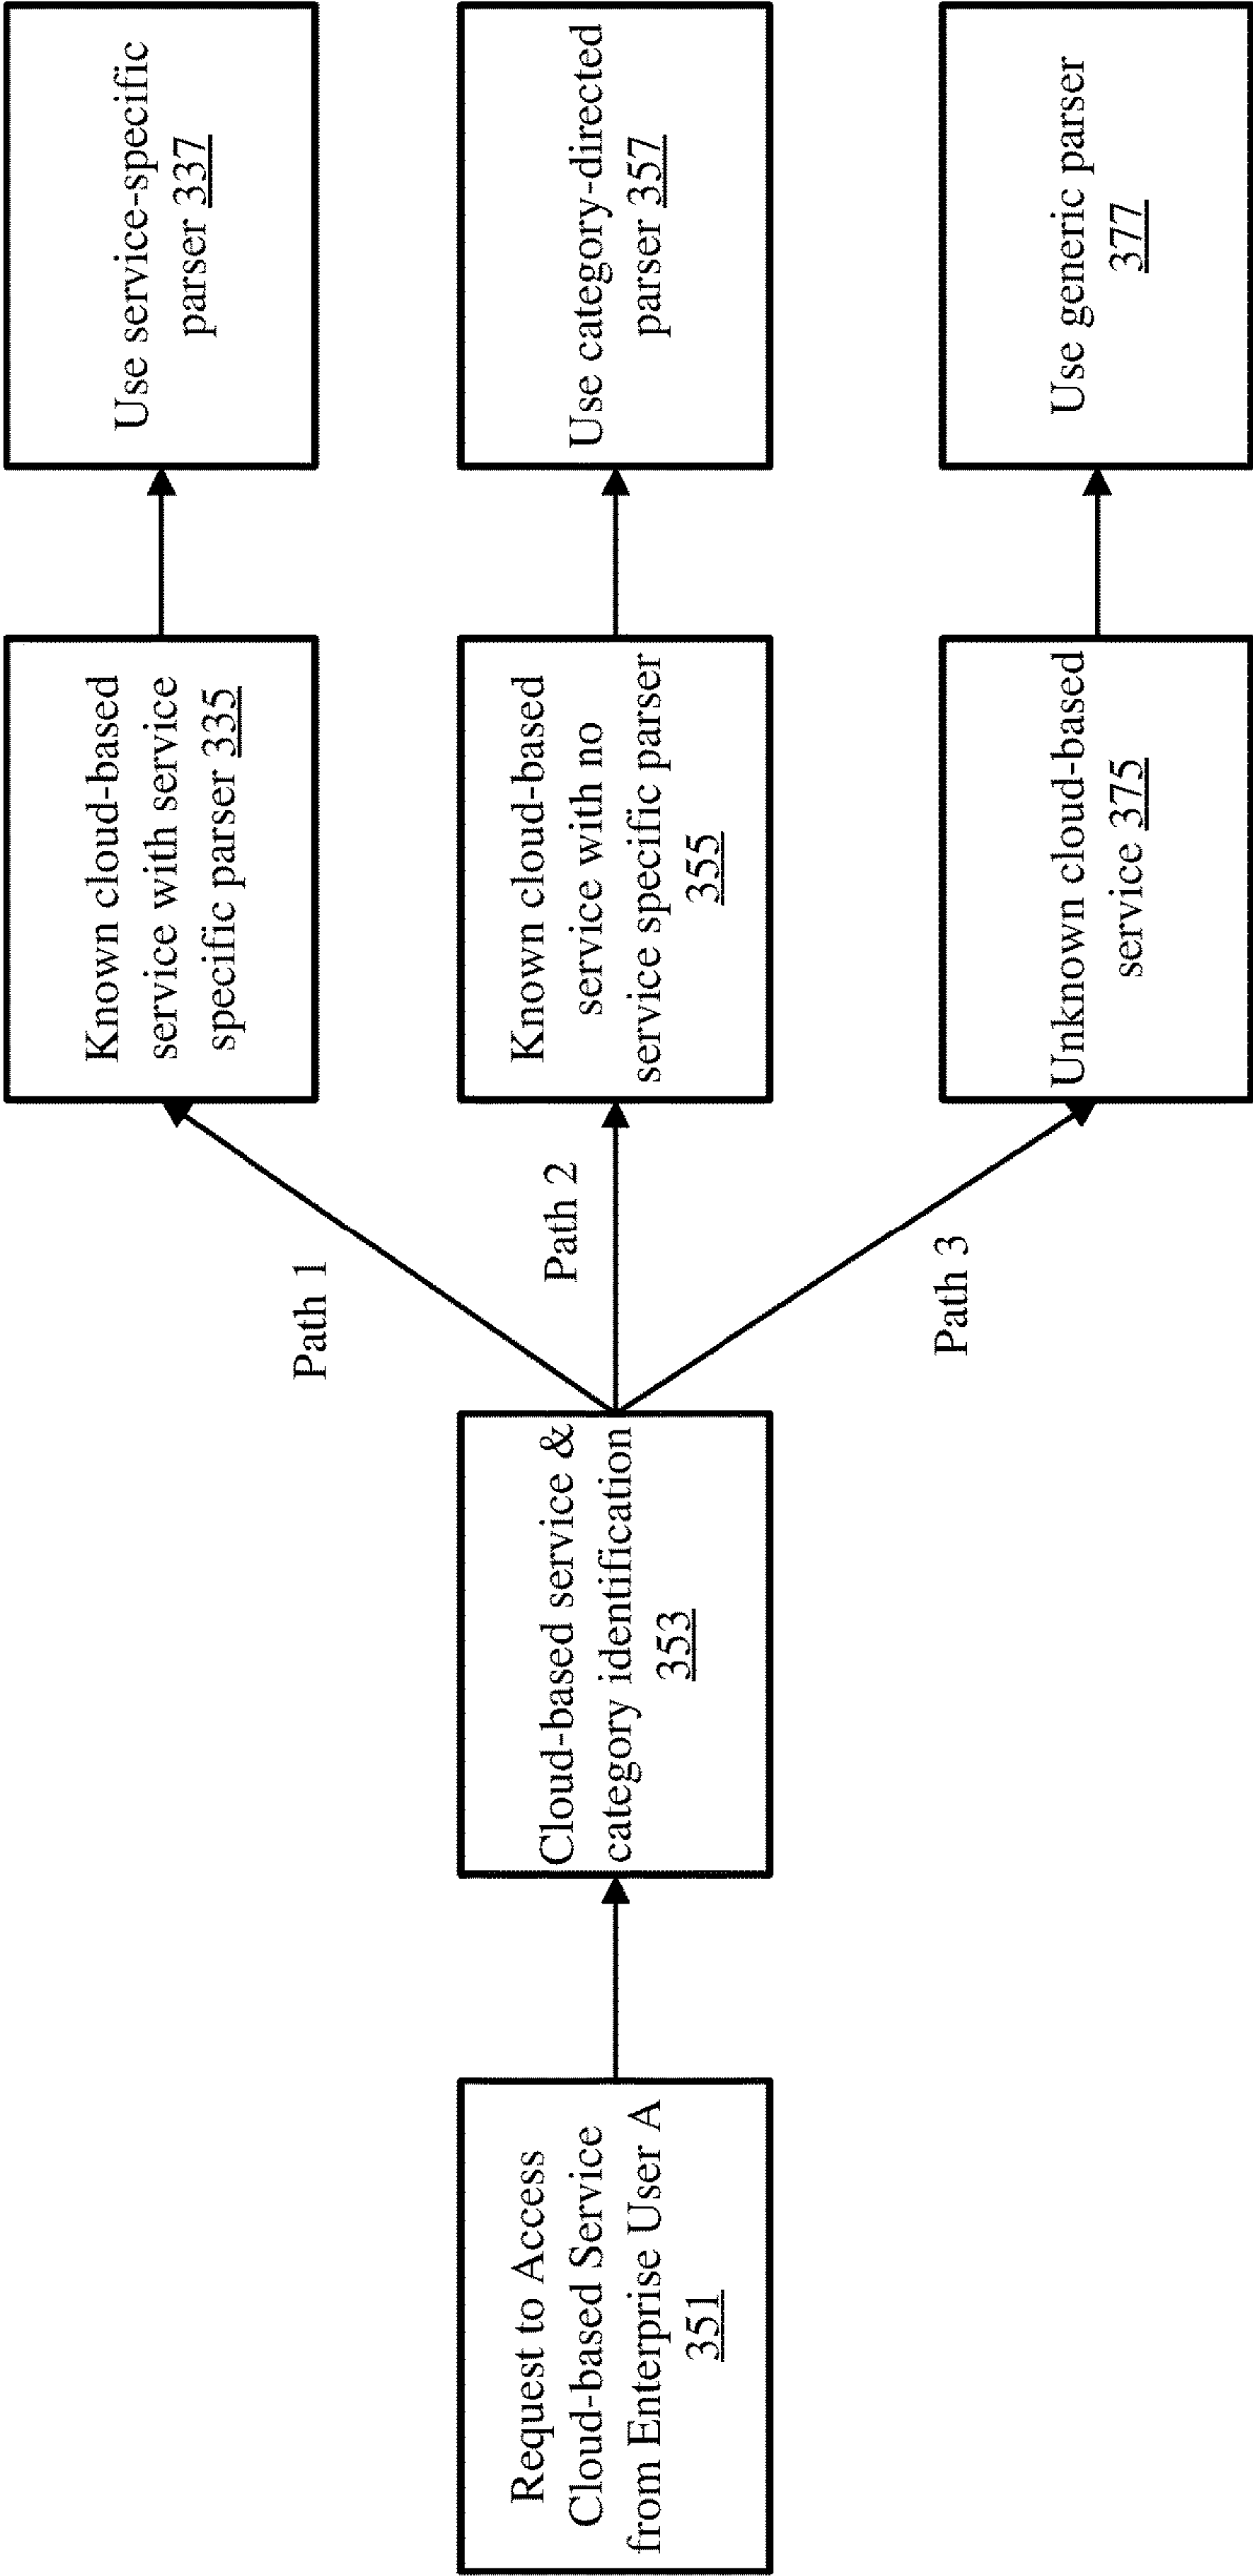 Request to Access
Cloud-based Service
from Enterprise User A
351
Cloud-based service &
category identification
353
Path 1
Path 2
Path 3
Known cloud-based
service with service
specific parser 335
Use service-specific
parser 337
Known cloud-based
service with no
service specific parser
355
Use category-directed
parser 357
Unknown cloud-based
service 375
Use generic parser
377